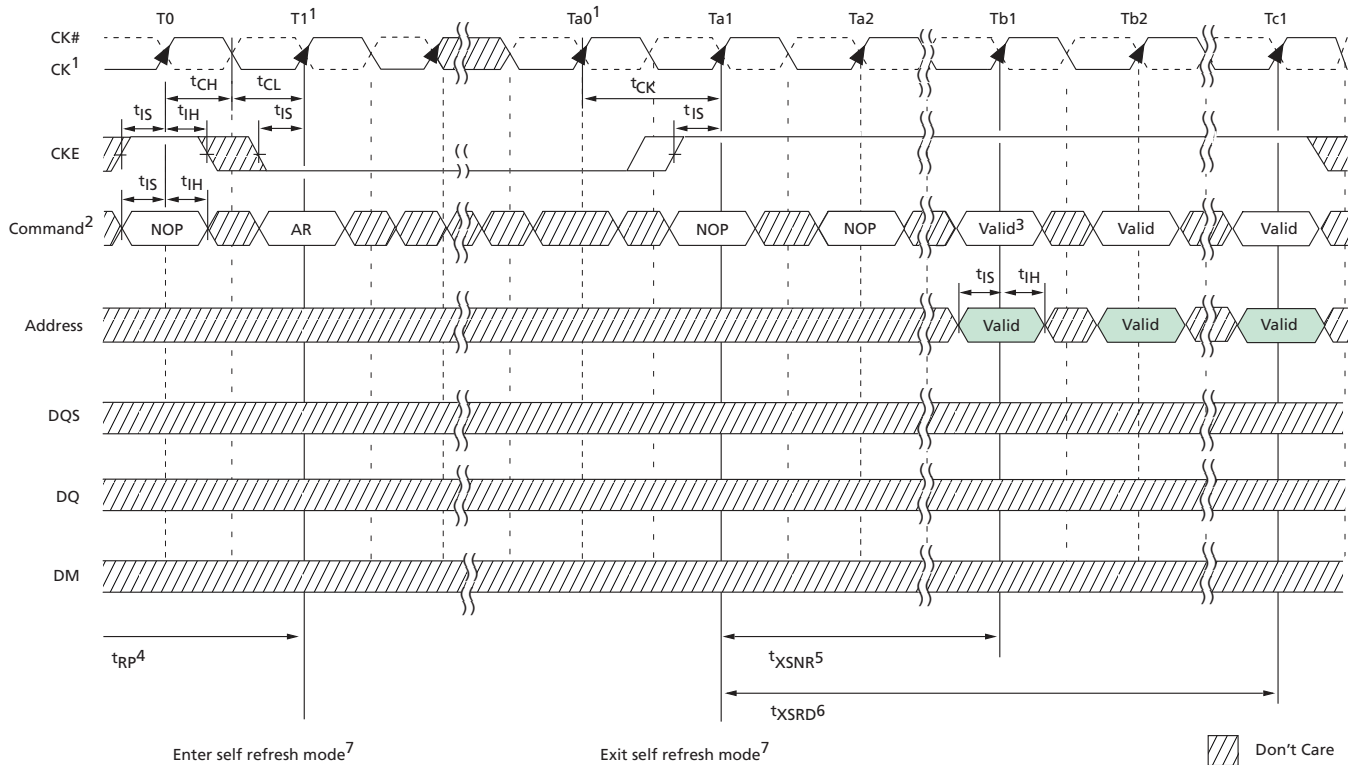 T0 T1¹ Ta0¹ Ta1 Ta2 Tb1 Tb2 Tc1
CK#
CK¹
tCH tCL tCK
tIS tIH tIS tIS
CKE
tIS tIH
Command² NOP AR NOP NOP Valid³ Valid Valid
tIS tIH
Address Valid Valid Valid
DQS
DQ
DM
tRP⁴ tXSNR⁵
tXSRD⁶
Enter self refresh mode⁷ Exit self refresh mode⁷ Don't Care